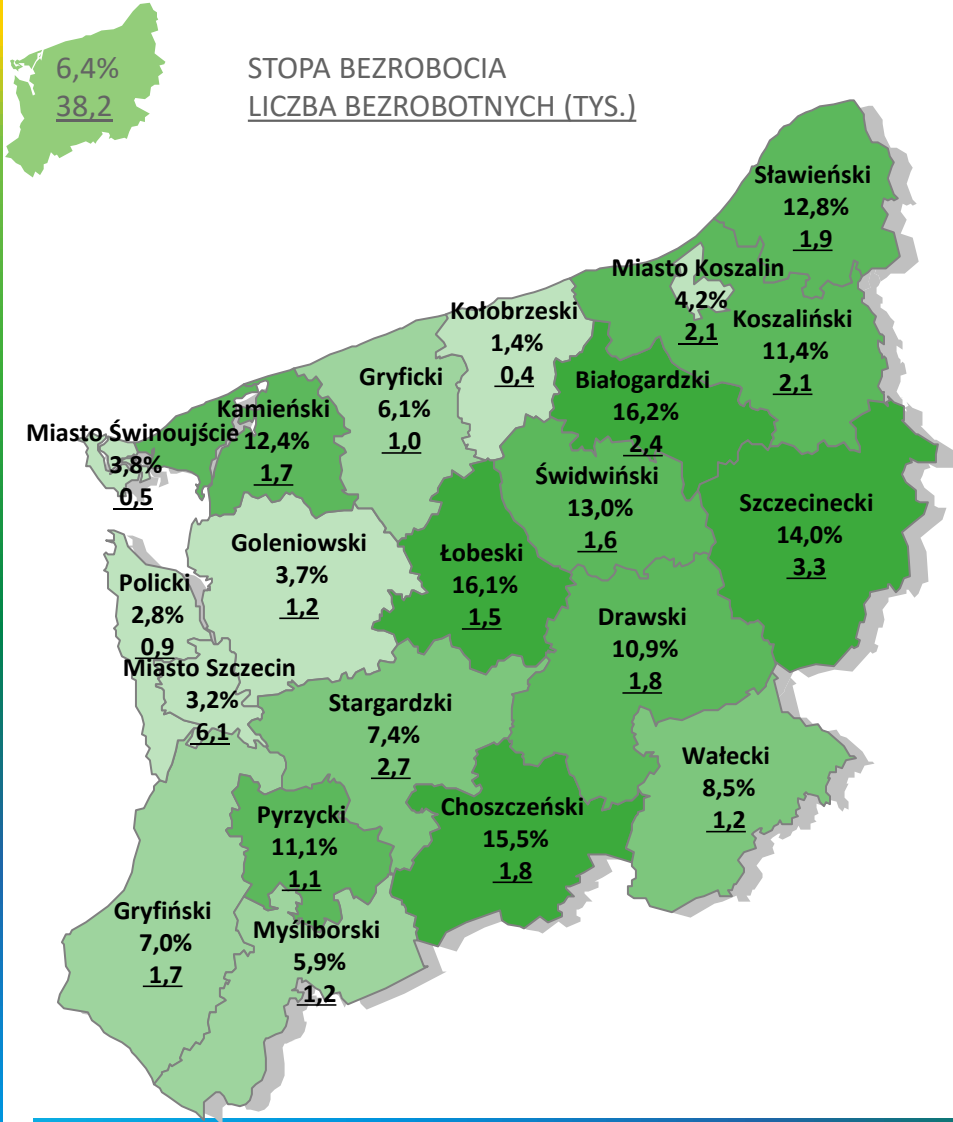 6,4%
38,2
STOPA BEZROBOCIA
LICZBA BEZROBOTNYCH (TYS.)
Sławieński
12,8%
1,9
Miasto Koszalin
4,2%
2,1
Koszaliński
11,4%
2,1
Kołobrzeski
1,4%
0,4
Białogardzki
16,2%
2,4
Gryficki
6,1%
1,0
Kamieński
12,4%
1,7
Miasto Świnoujście
3,8%
0,5
Świdwiński
13,0%
1,6
Szczecinecki
14,0%
3,3
Goleniowski
3,7%
1,2
Łobeski
16,1%
1,5
Policki
2,8%
0,9
Drawski
10,9%
1,8
Miasto Szczecin
3,2%
6,1
Stargardzki
7,4%
2,7
Wałecki
8,5%
1,2
Choszczeński
15,5%
1,8
Pyrzycki
11,1%
1,1
Gryfiński
7,0%
1,7
Myśliborski
5,9%
1,2